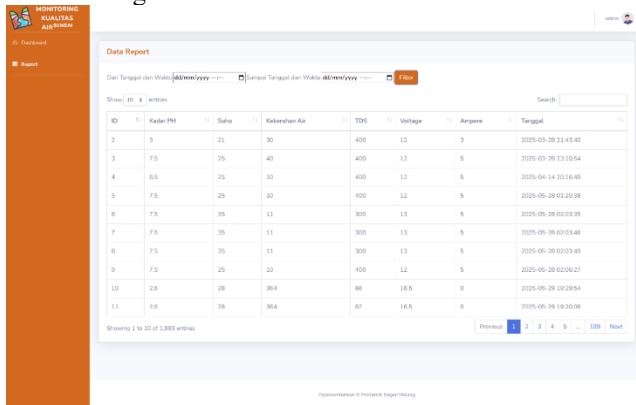 MONITORING
KUALITAS
AIR SUNGAI
admin
Dashboard
Report
Data Report
Dari Tanggal dan Waktu dd/mm/yyyy --:-- Sampai Tanggal dan Waktu dd/mm/yyyy --:-- Filter
Show 10 entries Search:
ID Kadar PH Suhu Kekeruhan Air TDS Voltage Ampere Tanggal
2 5 21 30 400 12 3 2025-03-28 21:43:40
3 7.5 25 40 400 12 5 2025-03-28 23:10:54
4 8.5 25 10 400 12 5 2025-04-14 20:16:49
5 7.5 25 10 400 12 5 2025-05-28 01:20:39
6 7.5 35 11 300 13 5 2025-05-28 02:03:35
7 7.5 35 11 300 13 5 2025-05-28 02:03:46
8 7.5 35 11 300 13 5 2025-05-28 02:03:49
9 7.5 25 10 400 12 5 2025-05-28 02:06:27
10 2.6 28 364 66 16.5 0 2025-05-29 19:29:54
11 2.6 28 364 67 16.5 0 2025-05-29 19:30:06
Showing 1 to 10 of 1,883 entries Previous 1 2 3 4 5 ... 189 Next
Dipersembahkan © Politeknik Negeri Malang